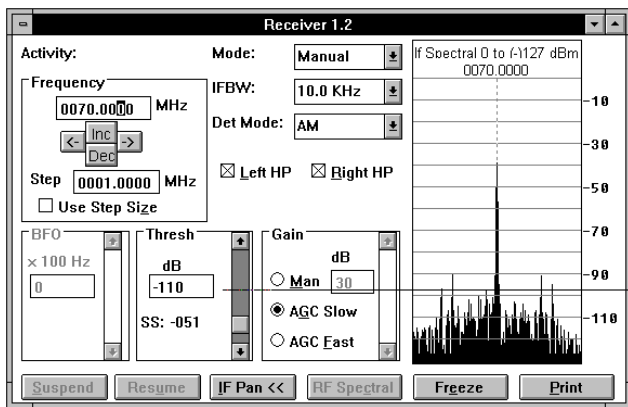 Receiver 1.2
Activity:
Mode: Manual
Frequency
0070.0000 MHz
<- Inc Dec ->
Step 0001.0000 MHz
Use Step Size
IFBW: 10.0 KHz
Det Mode: AM
Left HP Right HP
BFO
x 100 Hz
0
Thresh
dB
-110
SS: -051
Gain
dB
Man 30
AGC Slow
AGC Fast
If Spectral 0 to (-)127 dBm
0070.0000
-10
-30
-50
-70
-90
-110
Suspend Resume IF Pan << RF Spectral Freeze Print